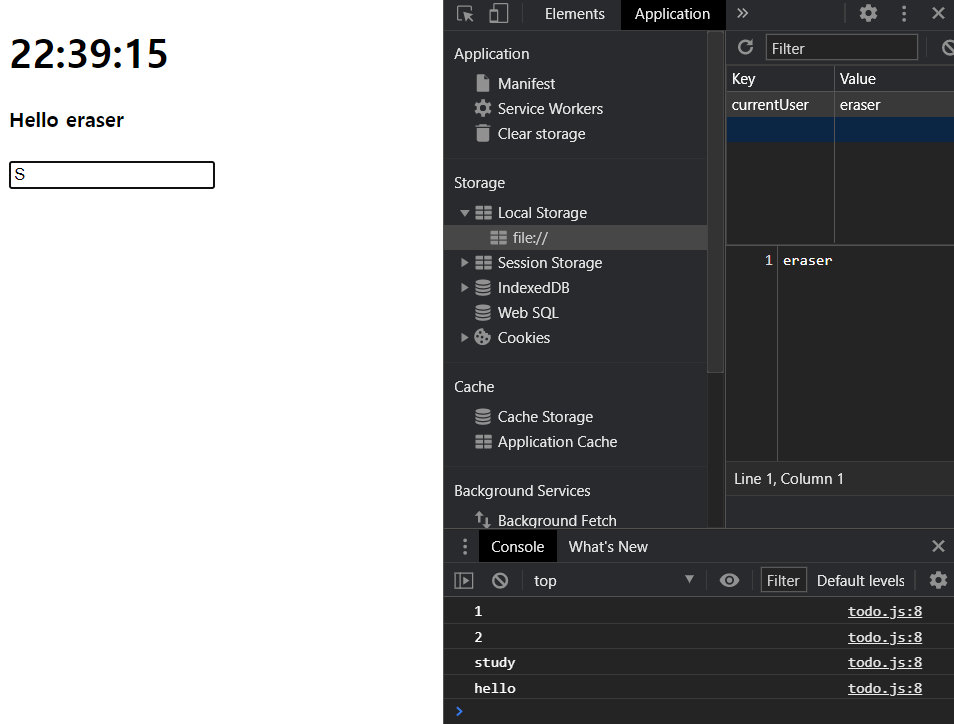 22:39:15
Hello eraser
S
Elements
Application
Application
Manifest
Service Workers
Clear storage
Storage
Local Storage
file://
Session Storage
IndexedDB
Web SQL
Cookies
Cache
Cache Storage
Application Cache
Background Services
Background Fetch
Filter
Key Value
currentUser eraser
1 eraser
Line 1, Column 1
Console What's New
top Filter Default levels
1 todo.js:8
2 todo.js:8
study todo.js:8
hello todo.js:8